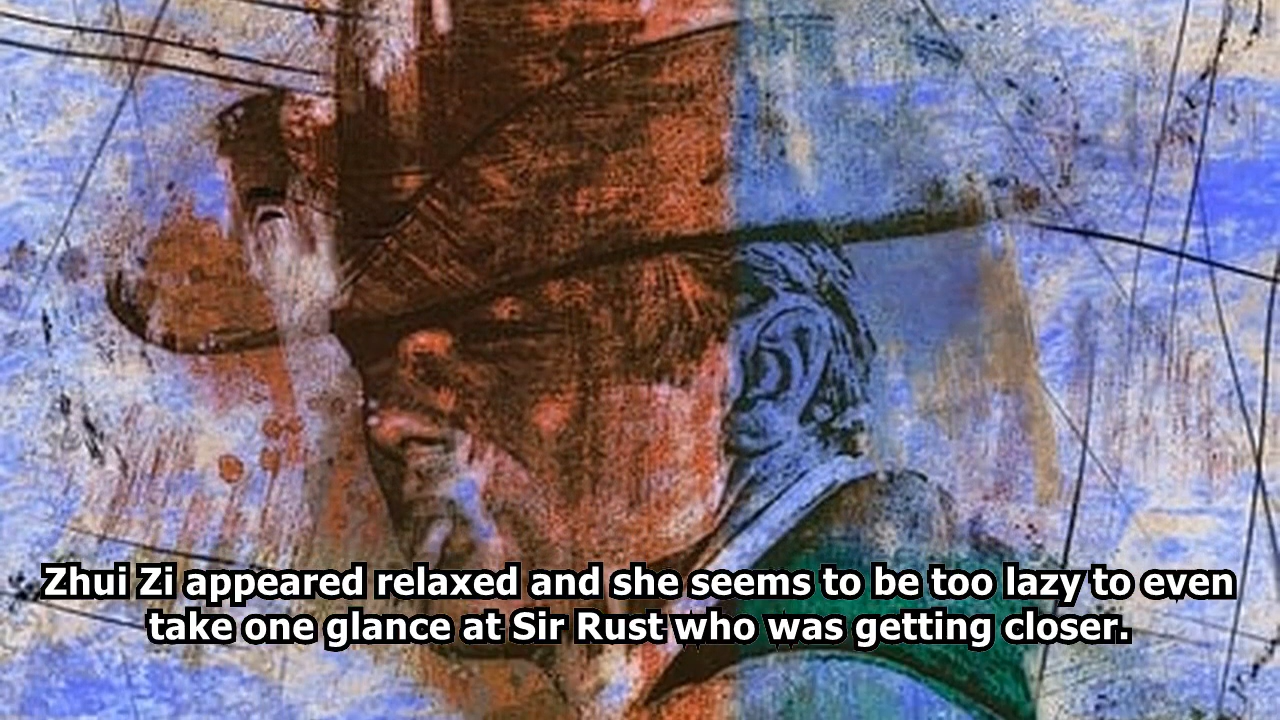 Zhui Zi appeared relaxed and she seems to be too lazy to even
take one glance at Sir Rust who was getting closer.